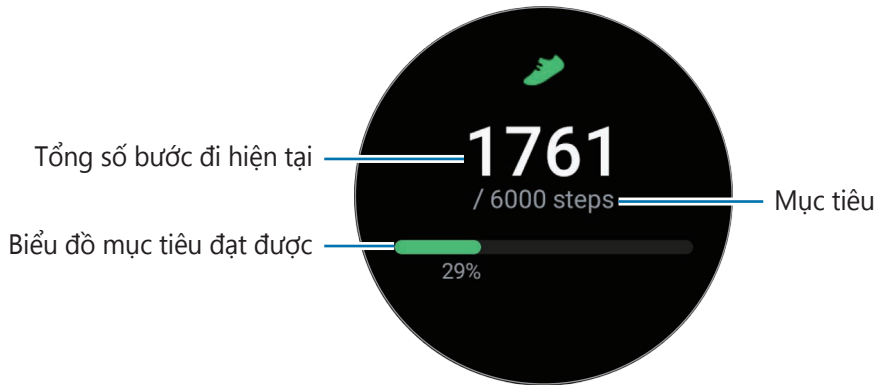 1761
Tổng số bước đi hiện tại
/ 6000 steps
Mục tiêu
Biểu đồ mục tiêu đạt được
29%